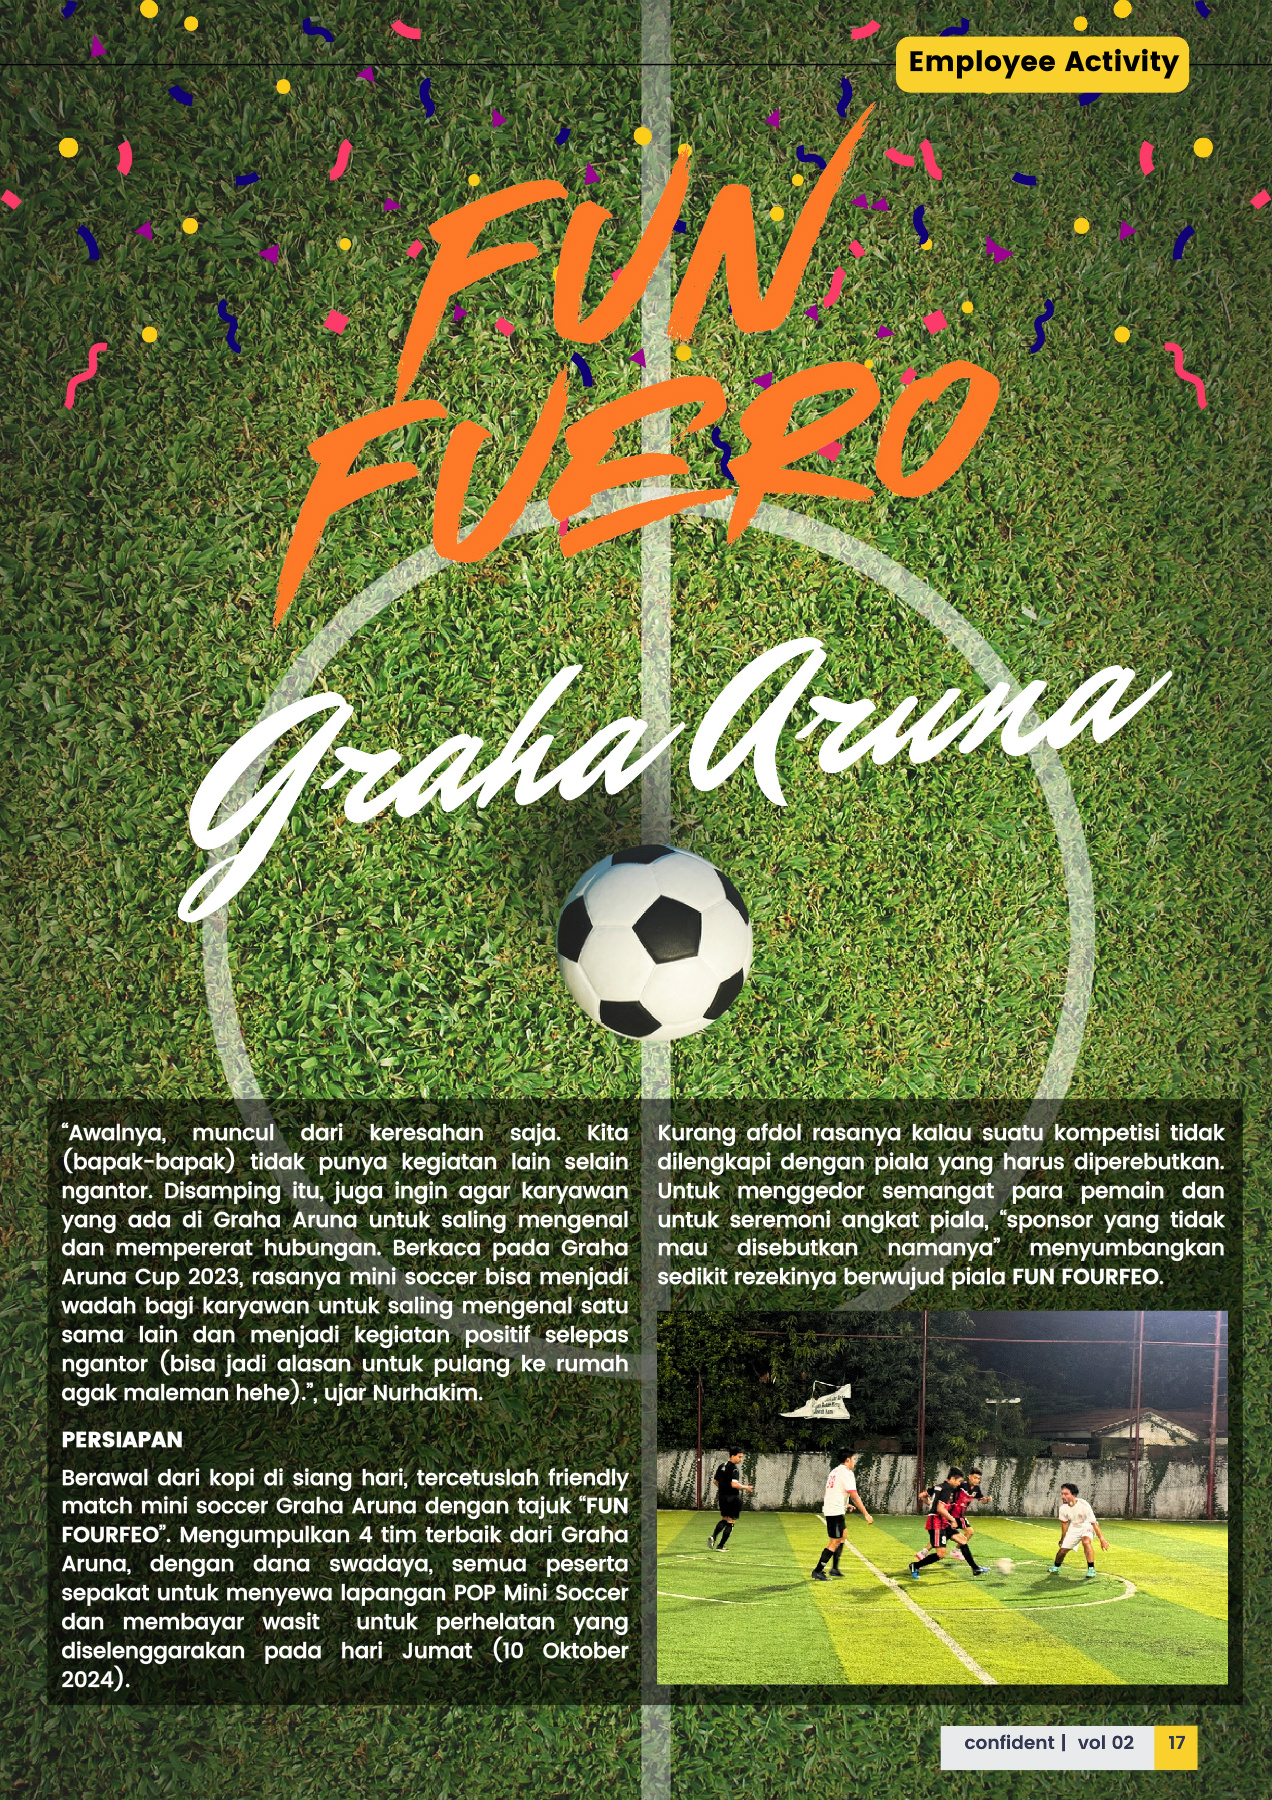 Employee Activity
FUN
FUERO
Graha Aruna
“Awalnya, muncul dari keresahan saja. Kita
(bapak-bapak) tidak punya kegiatan lain selain
ngantor. Disamping itu, juga ingin agar karyawan
yang ada di Graha Aruna untuk saling mengenal
dan mempererat hubungan. Berkaca pada Graha
Aruna Cup 2023, rasanya mini soccer bisa menjadi
wadah bagi karyawan untuk saling mengenal satu
sama lain dan menjadi kegiatan positif selepas
ngantor (bisa jadi alasan untuk pulang ke rumah
agak maleman hehe).”, ujar Nurhakim.
PERSIAPAN
Berawal dari kopi di siang hari, tercetuslah friendly
match mini soccer Graha Aruna dengan tajuk “FUN
FOURFEO”. Mengumpulkan 4 tim terbaik dari Graha
Aruna, dengan dana swadaya, semua peserta
sepakat untuk menyewa lapangan POP Mini Soccer
dan membayar wasit untuk perhelatan yang
diselenggarakan pada hari Jumat (10 Oktober
2024).
Kurang afdol rasanya kalau suatu kompetisi tidak
dilengkapi dengan piala yang harus diperebutkan.
Untuk menggedor semangat para pemain dan
untuk seremoni angkat piala, “sponsor yang tidak
mau disebutkan namanya” menyumbangkan
sedikit rezekinya berwujud piala FUN FOURFEO.
confident | vol 02 17